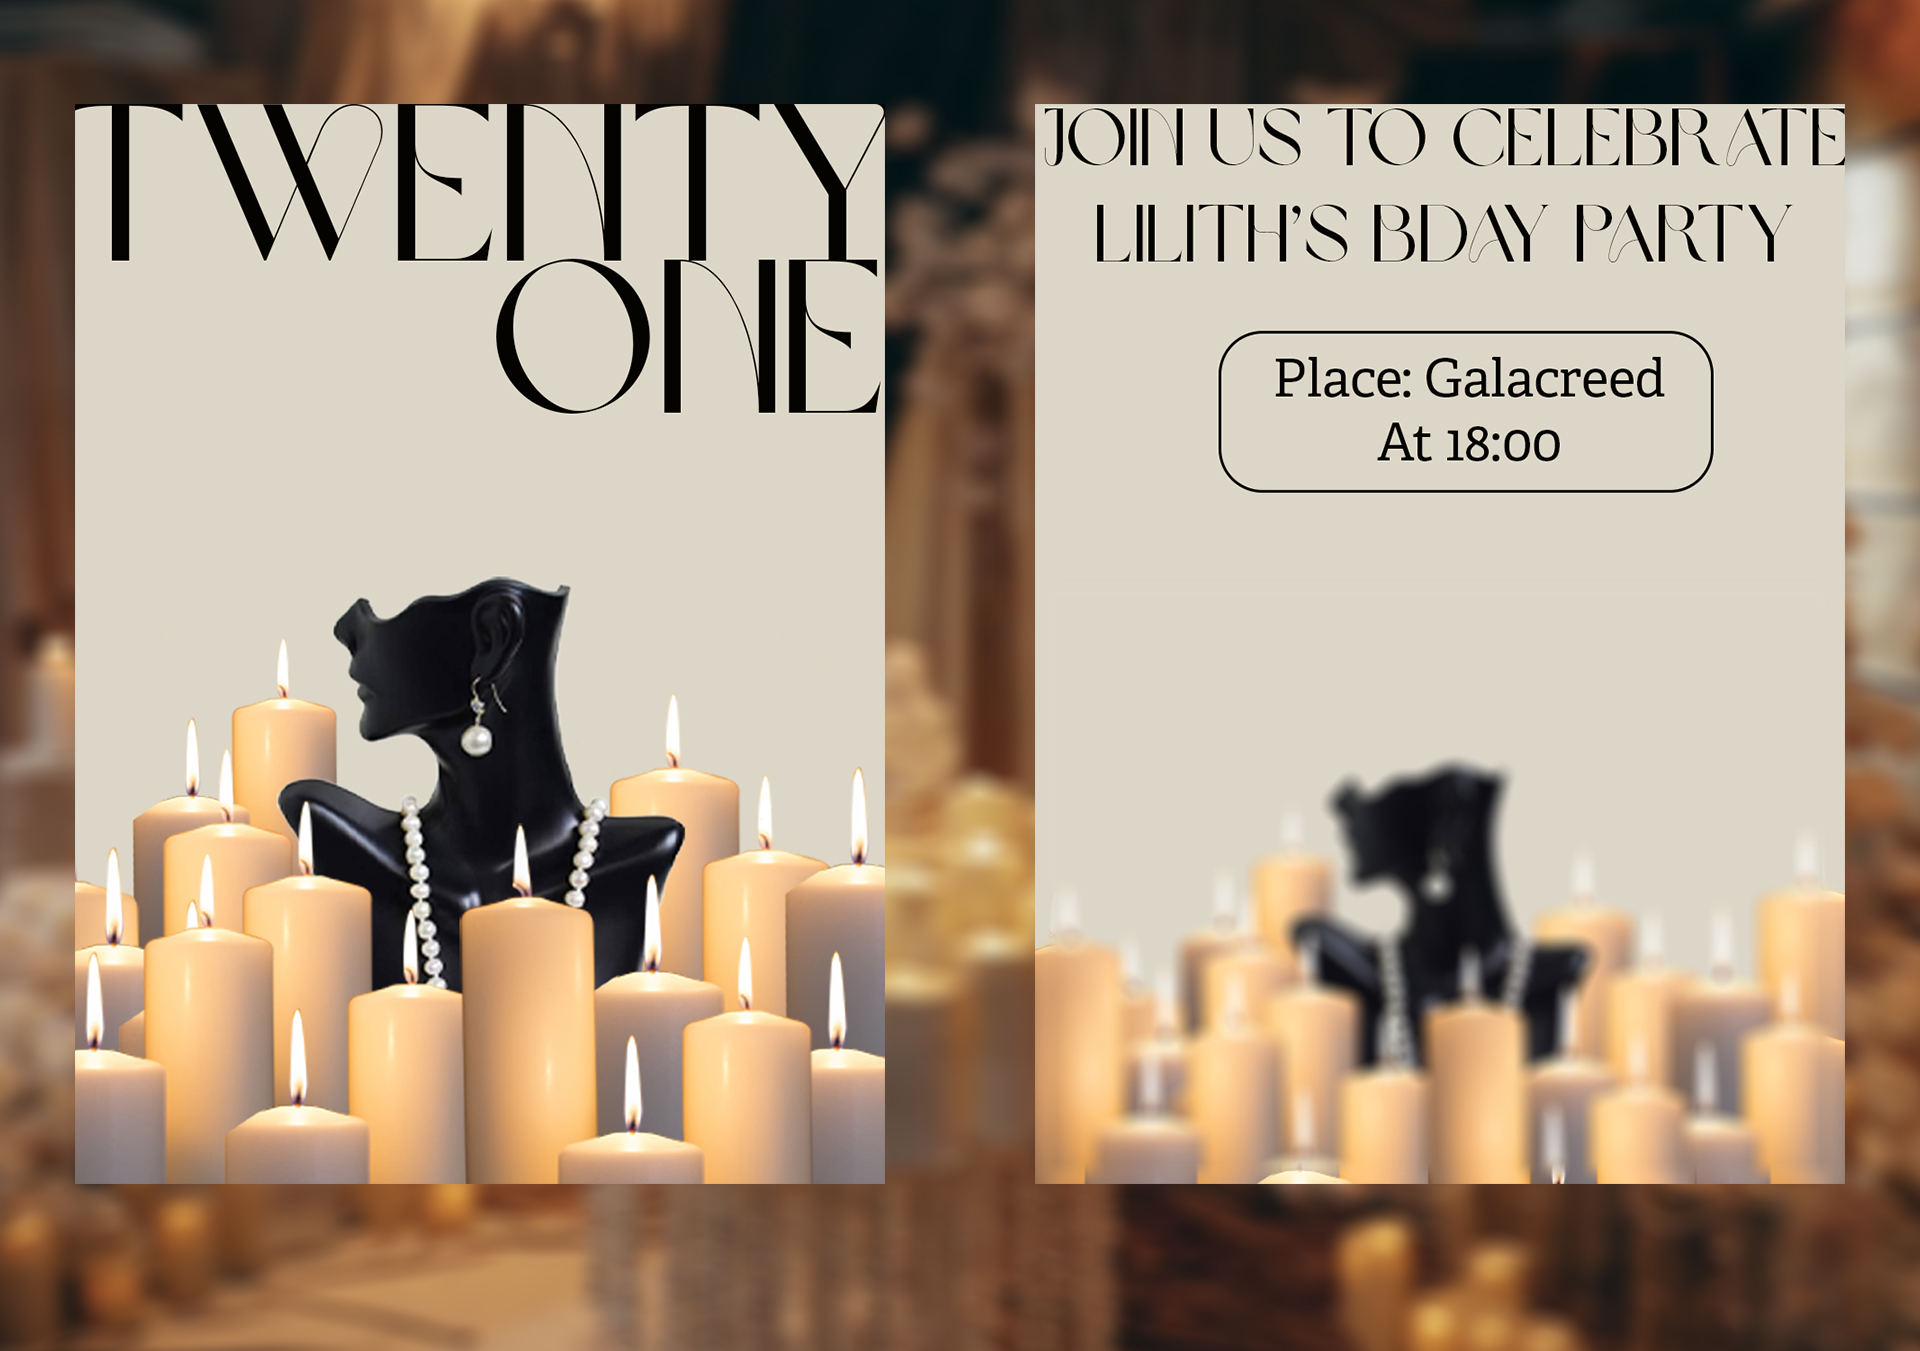 TWENTY
ONE
JOIN US TO CELEBRATE
LILITH’S BDAY PARTY
Place: Galacreed
At 18:00